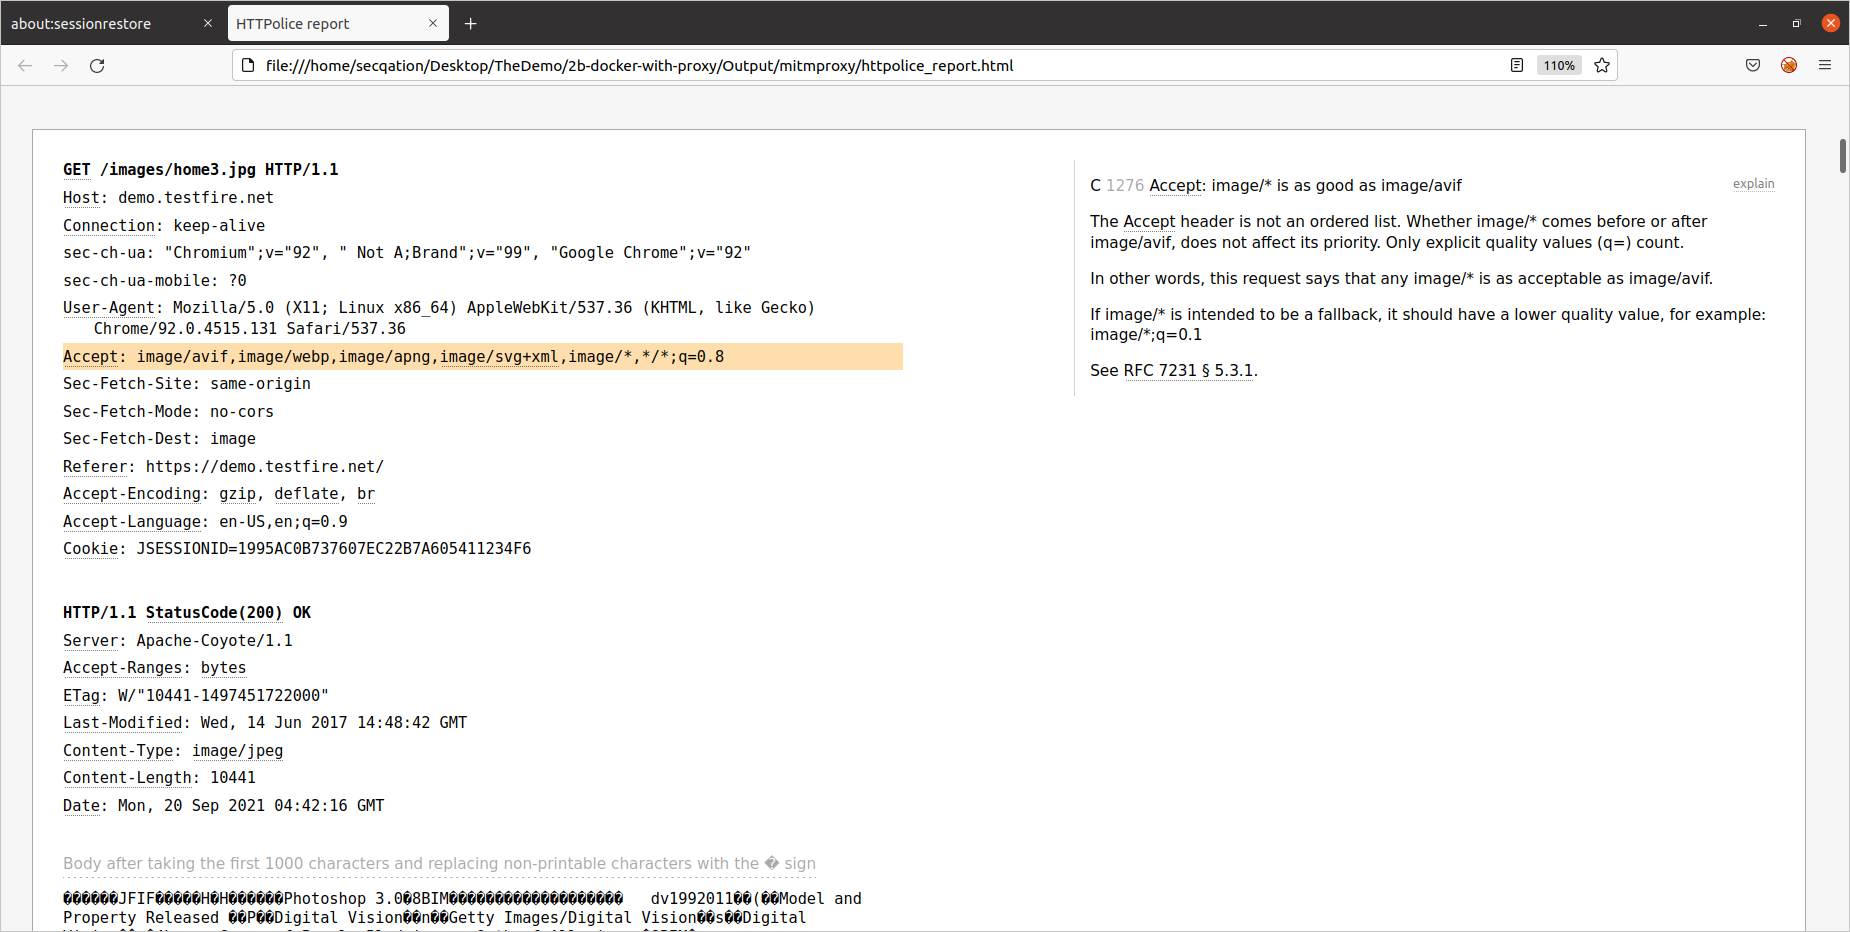 about:sessionrestore
HTTPolice report
file:///home/secqation/Desktop/TheDemo/2b-docker-with-proxy/Output/mitmproxy/httpolice_report.html
110%
GET /images/home3.jpg HTTP/1.1
Host: demo.testfire.net
Connection: keep-alive
sec-ch-ua: "Chromium";v="92", " Not A;Brand";v="99", "Google Chrome";v="92"
sec-ch-ua-mobile: ?0
User-Agent: Mozilla/5.0 (X11; Linux x86_64) AppleWebKit/537.36 (KHTML, like Gecko)
Chrome/92.0.4515.131 Safari/537.36
Accept: image/avif,image/webp,image/apng,image/svg+xml,image/*,*/*;q=0.8
Sec-Fetch-Site: same-origin
Sec-Fetch-Mode: no-cors
Sec-Fetch-Dest: image
Referer: https://demo.testfire.net/
Accept-Encoding: gzip, deflate, br
Accept-Language: en-US,en;q=0.9
Cookie: JSESSIONID=1995AC0B737607EC22B7A605411234F6
HTTP/1.1 StatusCode(200) OK
Server: Apache-Coyote/1.1
Accept-Ranges: bytes
ETag: W/"10441-1497451722000"
Last-Modified: Wed, 14 Jun 2017 14:48:42 GMT
Content-Type: image/jpeg
Content-Length: 10441
Date: Mon, 20 Sep 2021 04:42:16 GMT
Body after taking the first 1000 characters and replacing non-printable characters with the � sign
������JFIF�����H�H������Photoshop 3.0�8BIM�������������������   dv1992011��(��Model and
Property Released ��P��Digital Vision��n��Getty Images/Digital Vision��s��Digital
C 1276 Accept: image/* is as good as image/avif
explain
The Accept header is not an ordered list. Whether image/* comes before or after
image/avif, does not affect its priority. Only explicit quality values (q=) count.
In other words, this request says that any image/* is as acceptable as image/avif.
If image/* is intended to be a fallback, it should have a lower quality value, for example:
image/*;q=0.1
See RFC 7231 § 5.3.1.